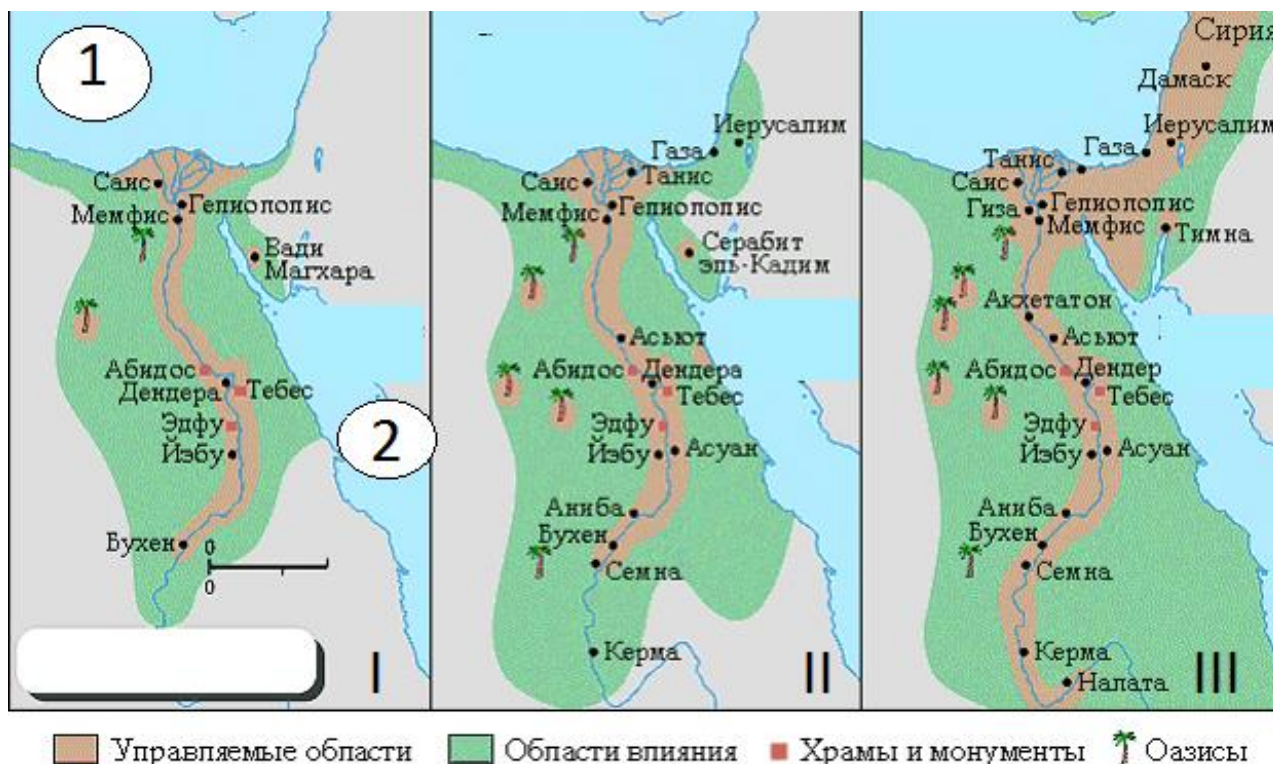 1
Саис
Гелиополис
Мемфис
Вади
Магхара
Абидос
Дендера
Тебес
Эдфу
Йэбу
2
Бухен
0
0
I
Иерусалим
Газа
Танис
Саис
Гелиополис
Мемфис
Серабит
эль-Кадим
Асьют
Абидос
Дендера
Тебес
Эдфу
Йэбу
Асуан
Аниба
Бухен
Семна
Керма
II
Сирия
Дамаск
Иерусалим
Газа
Танис
Саис
Гелиополис
Гиза
Мемфис
Тимна
Акхетатон
Асьют
Абидос
Дендер
Тебес
Эдфу
Йэбу
Асуан
Аниба
Бухен
Семна
Керма
Налата
III
Управляемые области
Области влияния
Храмы и монументы
Оазисы